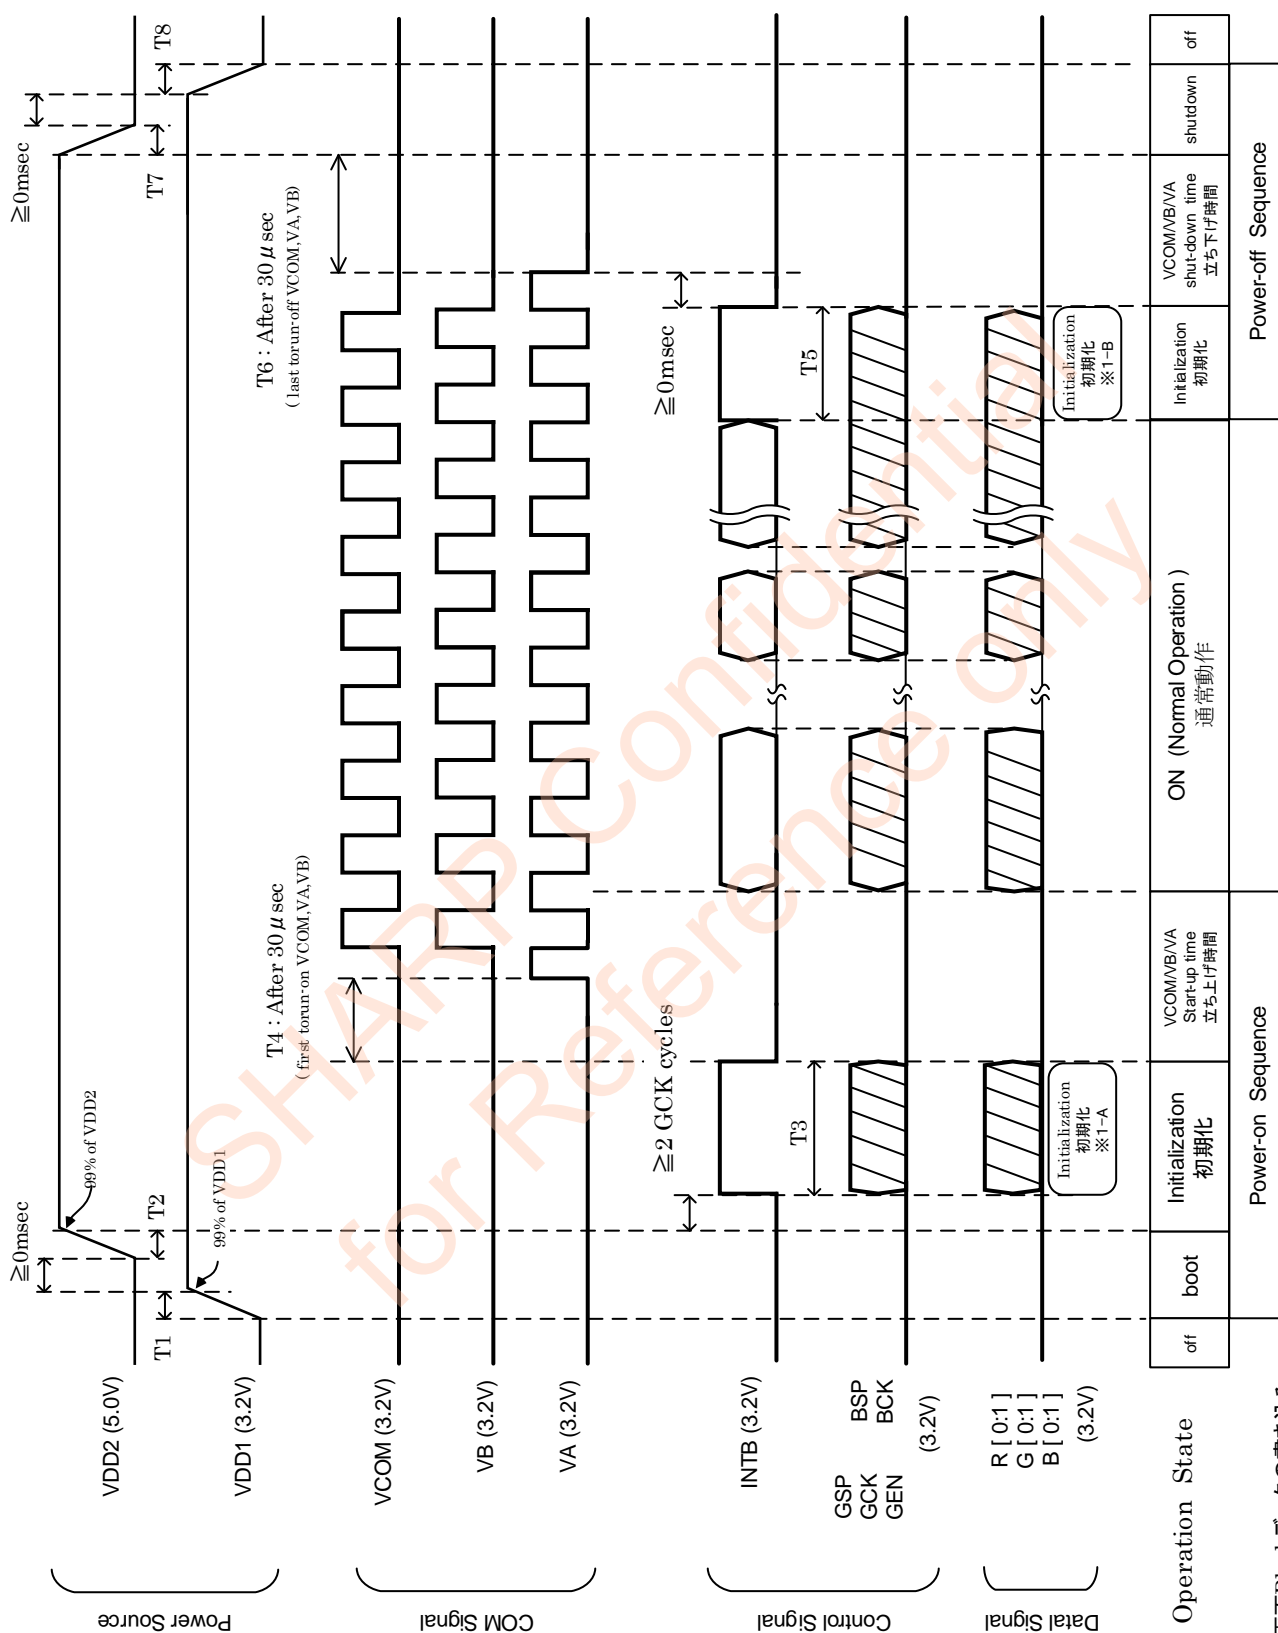 Power Source
VDD2 (5.0V)
VDD1 (3.2V)
≧0msec
T1
T2
99% of VDD2
99% of VDD1
≧0msec
T7
T8
COM Signal
VCOM (3.2V)
VB (3.2V)
VA (3.2V)
T4 : After 30μsec
( first torun-on VCOM,VA,VB)
T6 : After 30μsec
( last torun-off VCOM,VA,VB)
Control Signal
INTB (3.2V)
GSP BSP
GCK BCK
GEN
(3.2V)
≧2 GCK cycles
T3
≧0msec
T5
Datal Signal
R [ 0:1 ]
G [ 0:1 ]
B [ 0:1 ]
(3.2V)
Initialization
初期化
※1-A
Initialization
初期化
※1-B
Operation State
off
boot
Initialization
初期化
VCOM/VB/VA
Start-up time
立ち上げ時間
ON (Normal Operation )
通常動作
Initialization
初期化
VCOM/VB/VA
shut-down time
立ち下げ時間
shutdown
off
Power-on Sequence
Power-off Sequence
SHARP Confidential
for Reference only